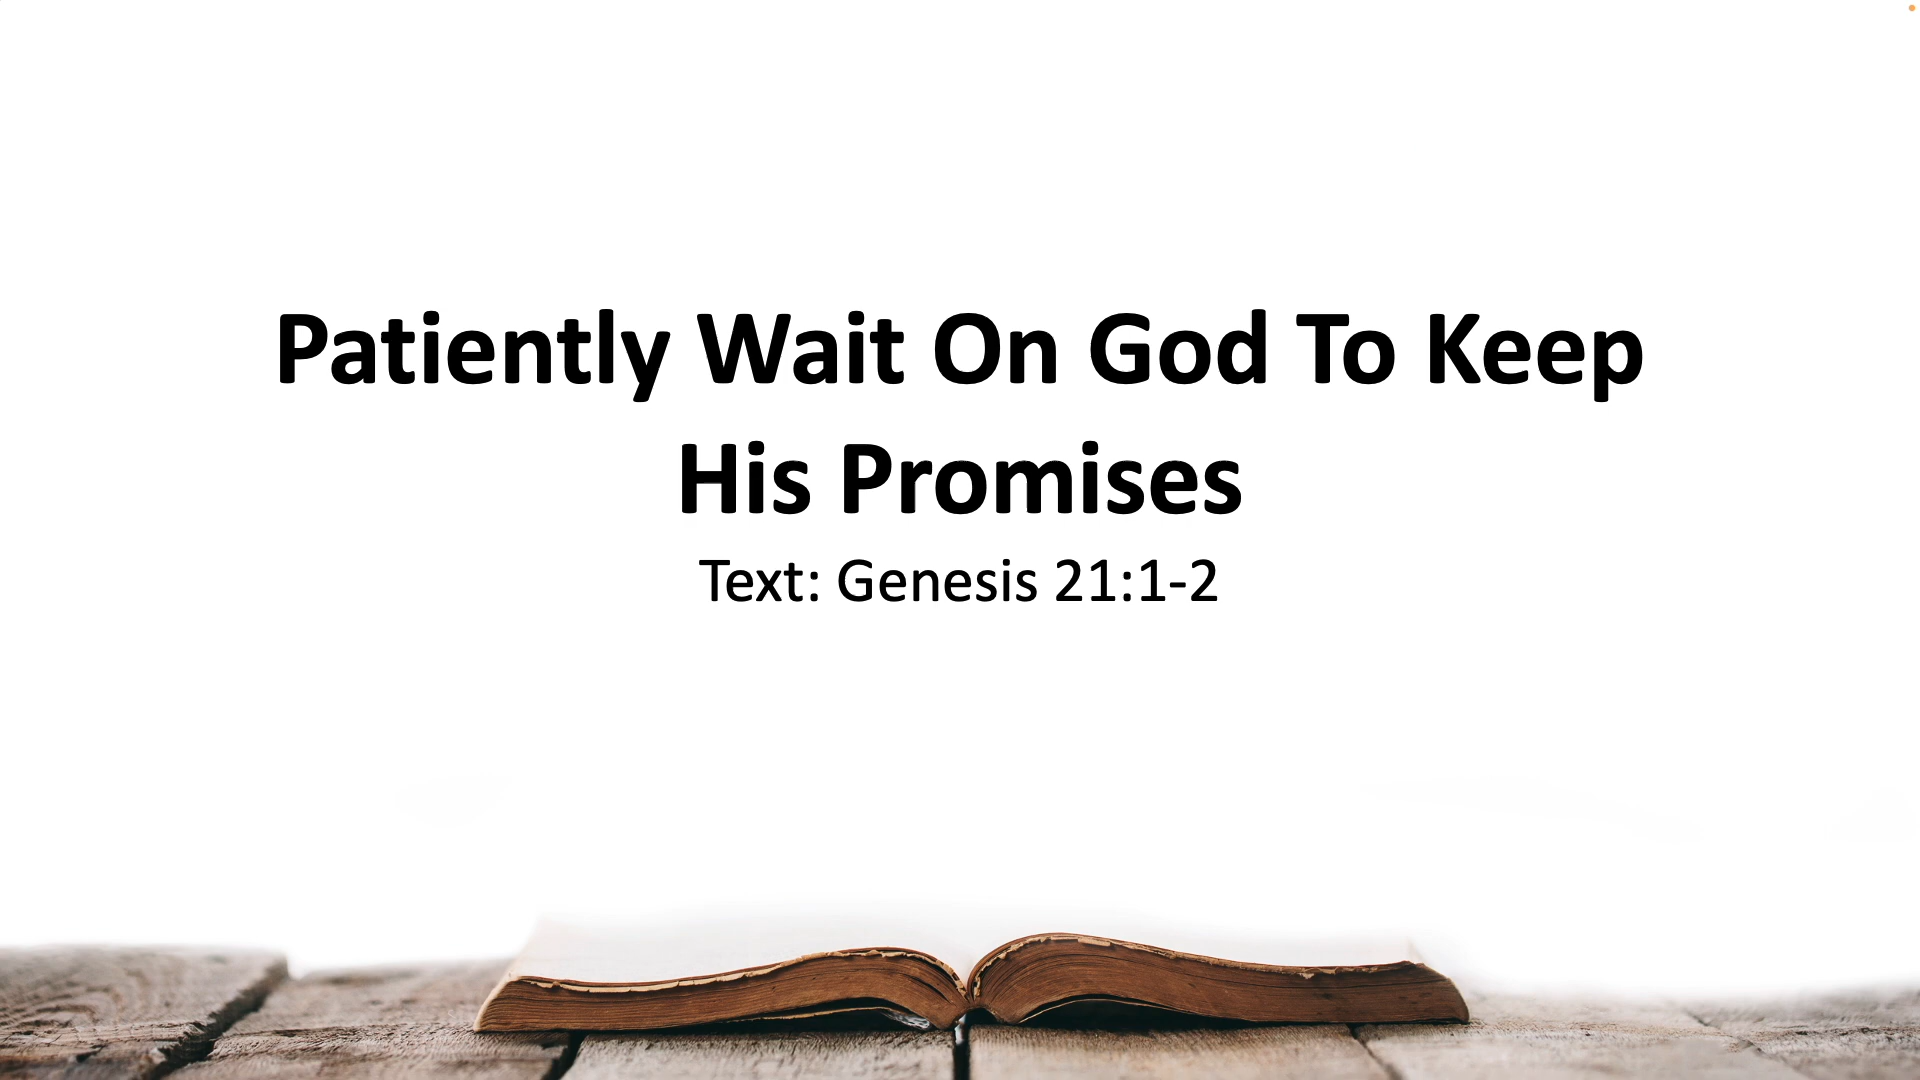 Patiently Wait On God To Keep
His Promises
Text: Genesis 21:1-2